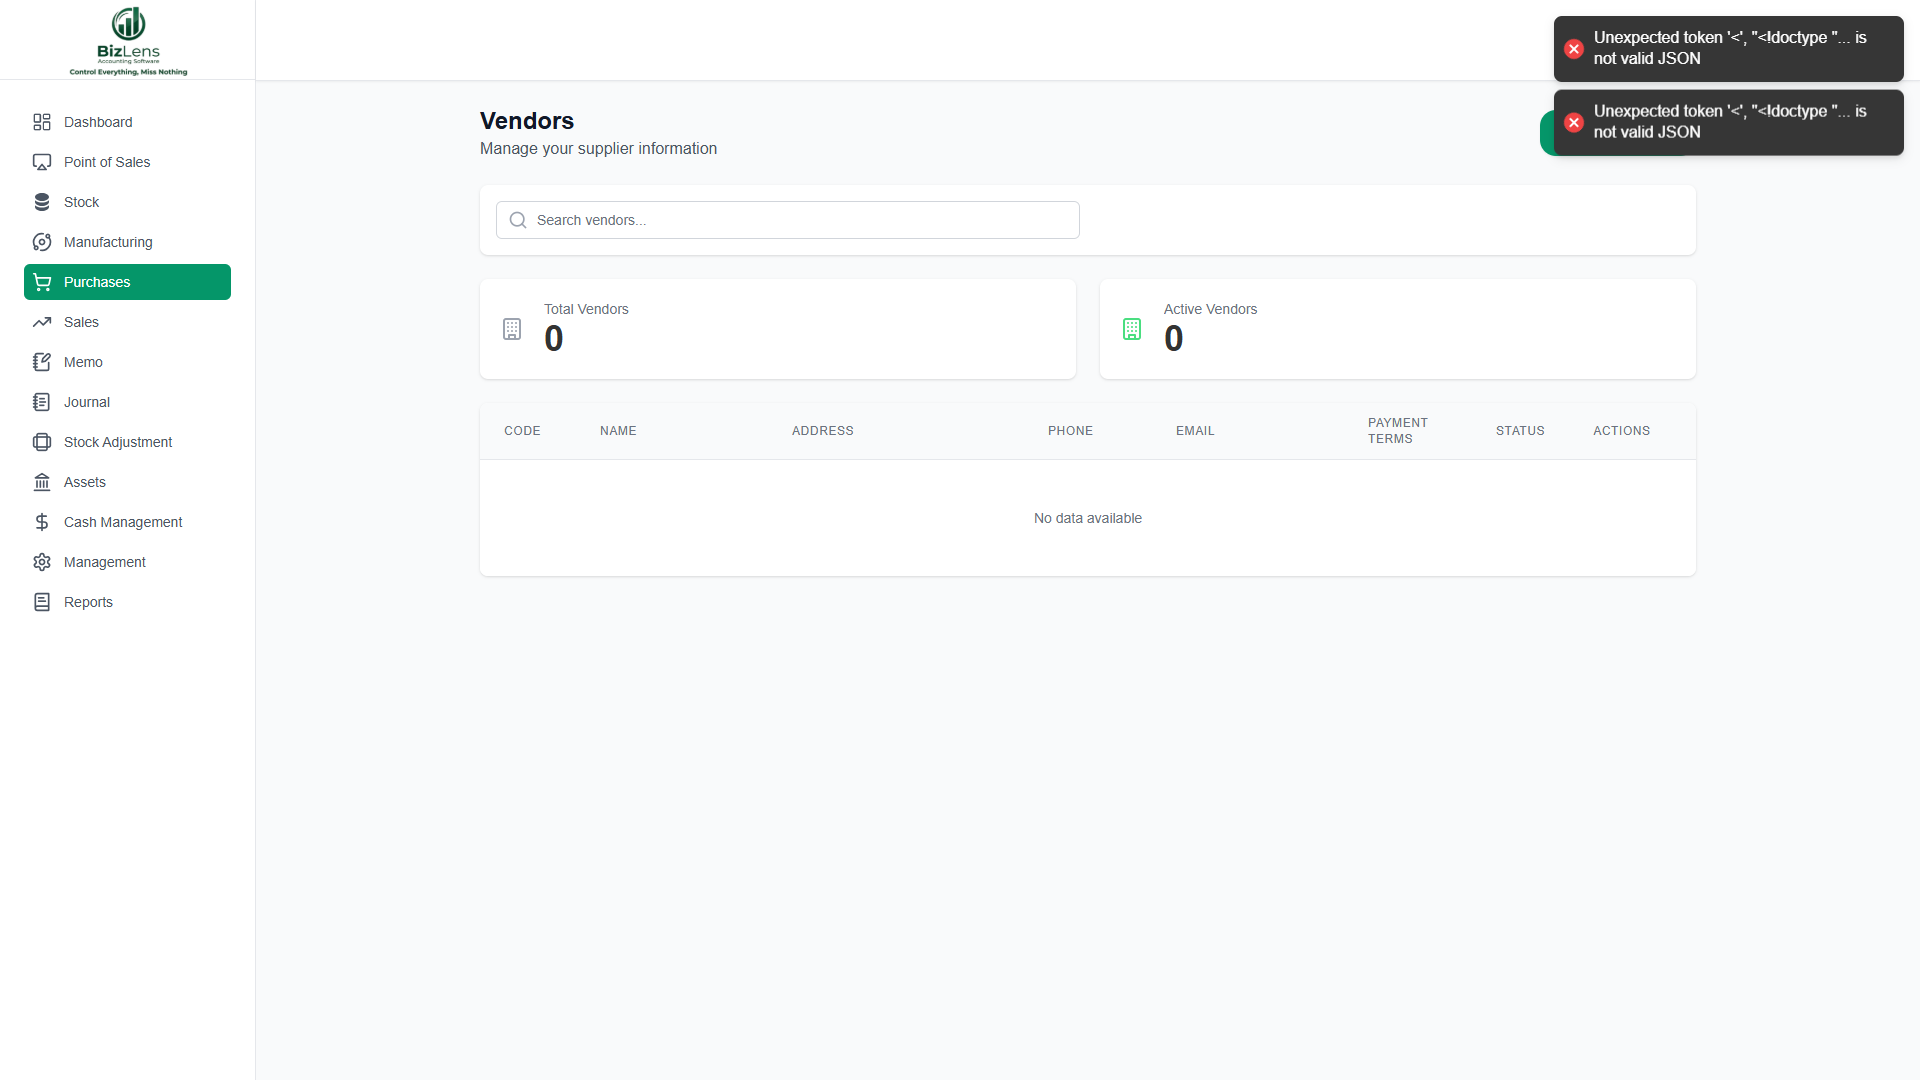 BizLens
Accounting Software
Control Everything, Miss Nothing
Dashboard
Point of Sales
Stock
Manufacturing
Purchases
Sales
Memo
Journal
Stock Adjustment
Assets
Cash Management
Management
Reports
Unexpected token '<', "<!doctype "... is
not valid JSON
Unexpected token '<', "<!doctype "... is
not valid JSON
Vendors
Manage your supplier information
Search vendors...
Total Vendors
0
Active Vendors
0
CODE NAME ADDRESS PHONE EMAIL PAYMENT TERMS STATUS ACTIONS
No data available